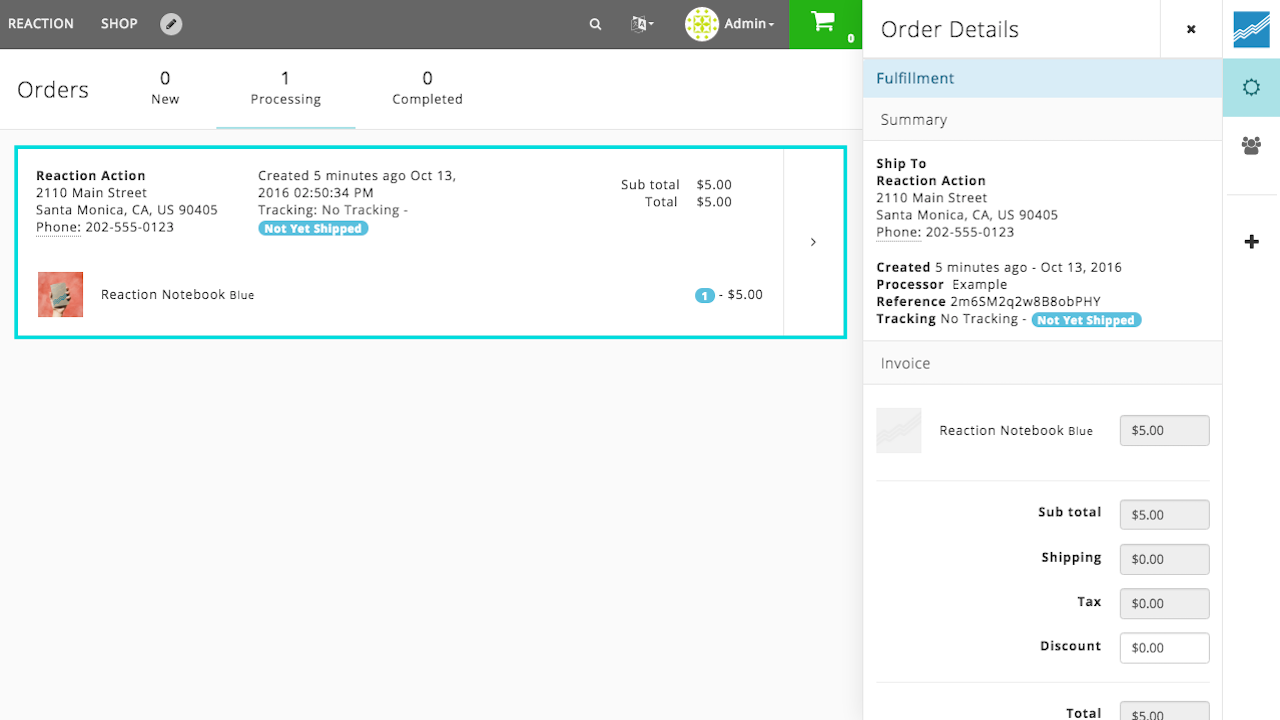 REACTION SHOP Admin 0
Orders
0 New
1 Processing
0 Completed
Reaction Action
2110 Main Street
Santa Monica, CA, US 90405
Phone: 202-555-0123
Created 5 minutes ago Oct 13,
2016 02:50:34 PM
Tracking: No Tracking -
Not Yet Shipped
Sub total $5.00
Total $5.00
Reaction Notebook Blue 1 - $5.00
Order Details
Fulfillment
Summary
Ship To
Reaction Action
2110 Main Street
Santa Monica, CA, US 90405
Phone: 202-555-0123
Created 5 minutes ago - Oct 13, 2016
Processor Example
Reference 2m6SM2q2w8B8obPHY
Tracking No Tracking - Not Yet Shipped
Invoice
Reaction Notebook Blue $5.00
Sub total $5.00
Shipping $0.00
Tax $0.00
Discount $0.00
Total $5.00